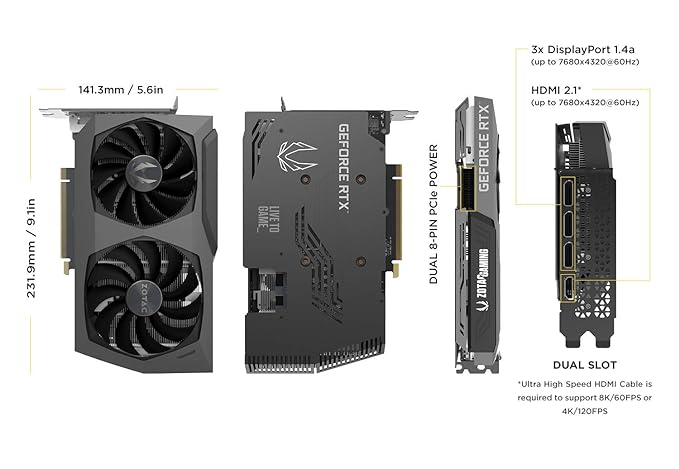 141.3mm / 5.6in
231.9mm / 9.1in
ZOTAC
GEFORCE RTX
LIVE TO
GAME_
DUAL 8-PIN PCIe POWER
GEFORCE RTX
ZOTAC GAMING
3x DisplayPort 1.4a
(up to 7680x4320@60Hz)
HDMI 2.1*
(up to 7680x4320@60Hz)
DUAL SLOT
*Ultra High Speed HDMI Cable is
required to support 8K/60FPS or
4K/120FPS